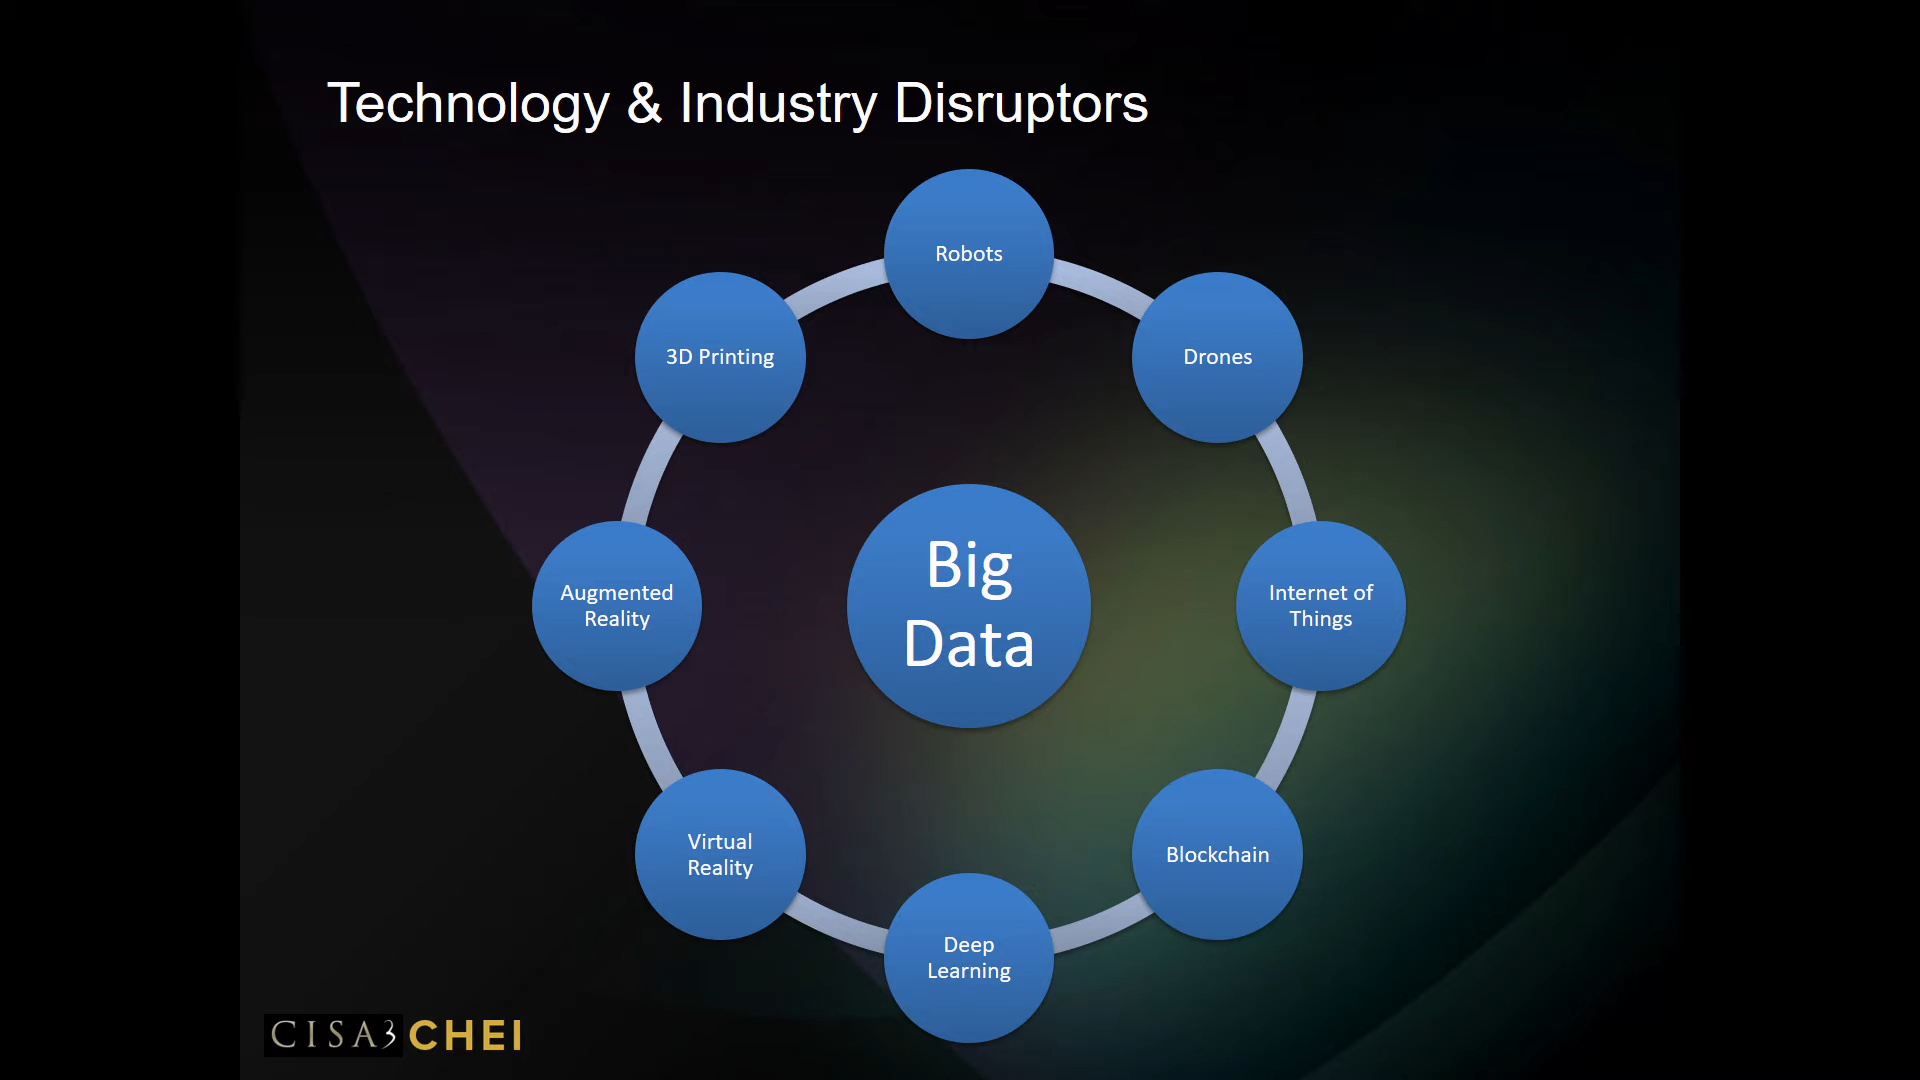 Technology & Industry Disruptors
Robots
3D Printing
Drones
Augmented
Reality
Big
Data
Internet of
Things
Virtual
Reality
Blockchain
Deep
Learning
CISA3 CHEI